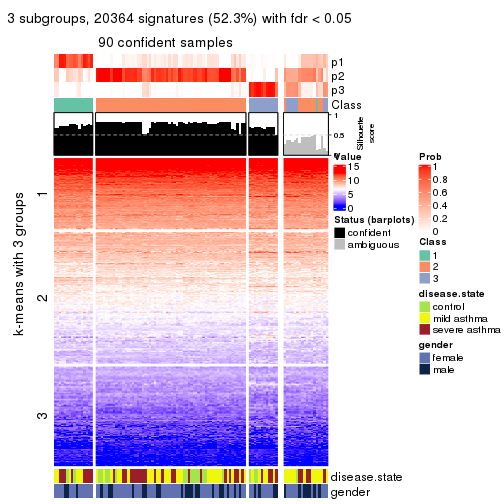 3 subgroups, 20364 signatures (52.3%) with fdr < 0.05
90 confident samples
p1
p2
p3
Class
1
0.5
0
Silhouette
score
k-means with 3 groups
1
2
3
disease.state
gender
Value
15
10
5
0
Status (barplots)
confident
ambiguous
Prob
1
0.8
0.6
0.4
0.2
0
Class
1
2
3
disease.state
control
mild asthma
severe asthma
gender
female
male